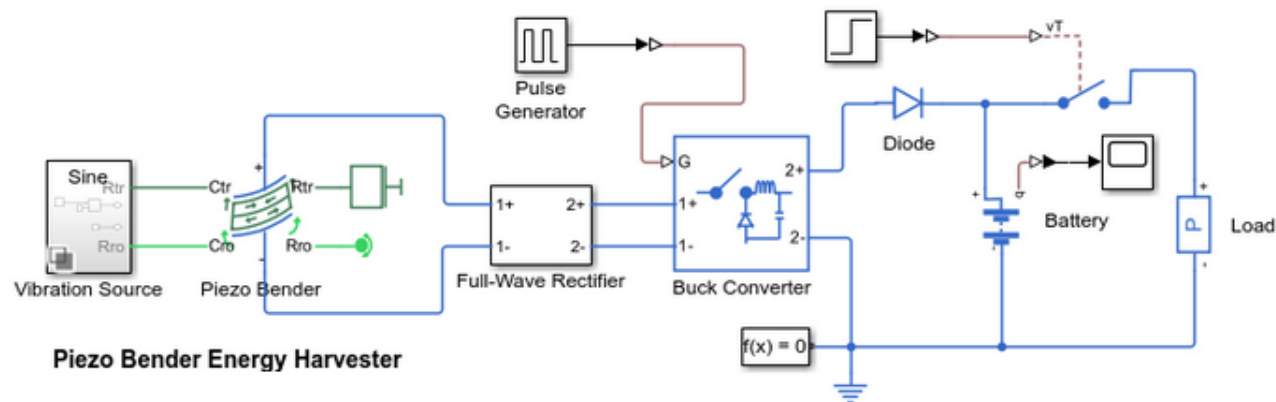 Pulse
Generator
vT
Diode
G
Sine
Rtr
Rro
Vibration Source
+
Ctr
Rtr
Cro
Rro
-
Piezo Bender
1+
2+
1-
2-
Full-Wave Rectifier
1+
2+
1-
2-
Buck Converter
+
-
q
Battery
+
P
-
Load
f(x) = 0
Piezo Bender Energy Harvester